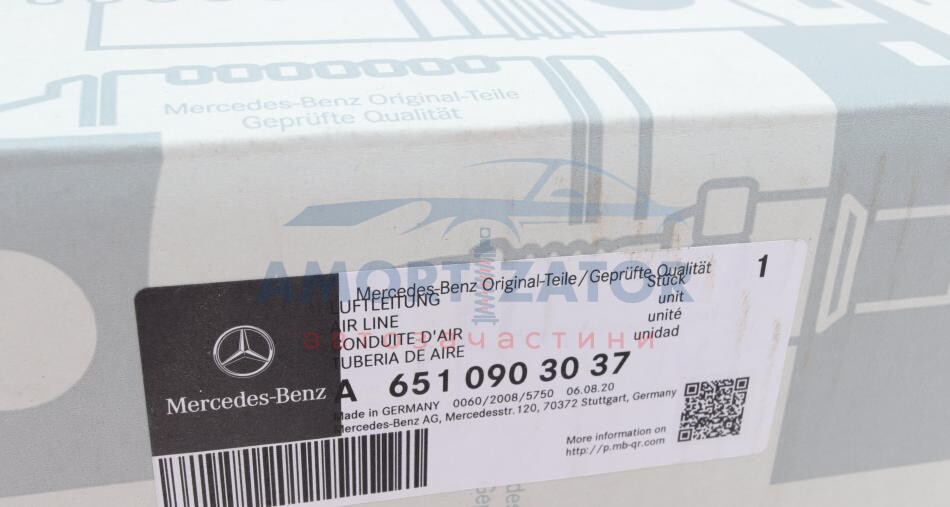 Mercedes-Benz Original-Teile
Geprüfte Qualität
AMORTIZATOR
автозапчастини
Mercedes-Benz Original-Teile/Geprüfte Qualität
1
LUFTLEITUNG
Stück
AIR LINE
unit
CONDUITE D'AIR
unité
TUBERIA DE AIRE
unidad
A 651 090 30 37
Made in GERMANY 0060/2008/5750 06.08.20
Mercedes-Benz AG, Mercedesstr. 120, 70372 Stuttgart, Germany
Mercedes-Benz
More information on
http://p.mb-qr.com